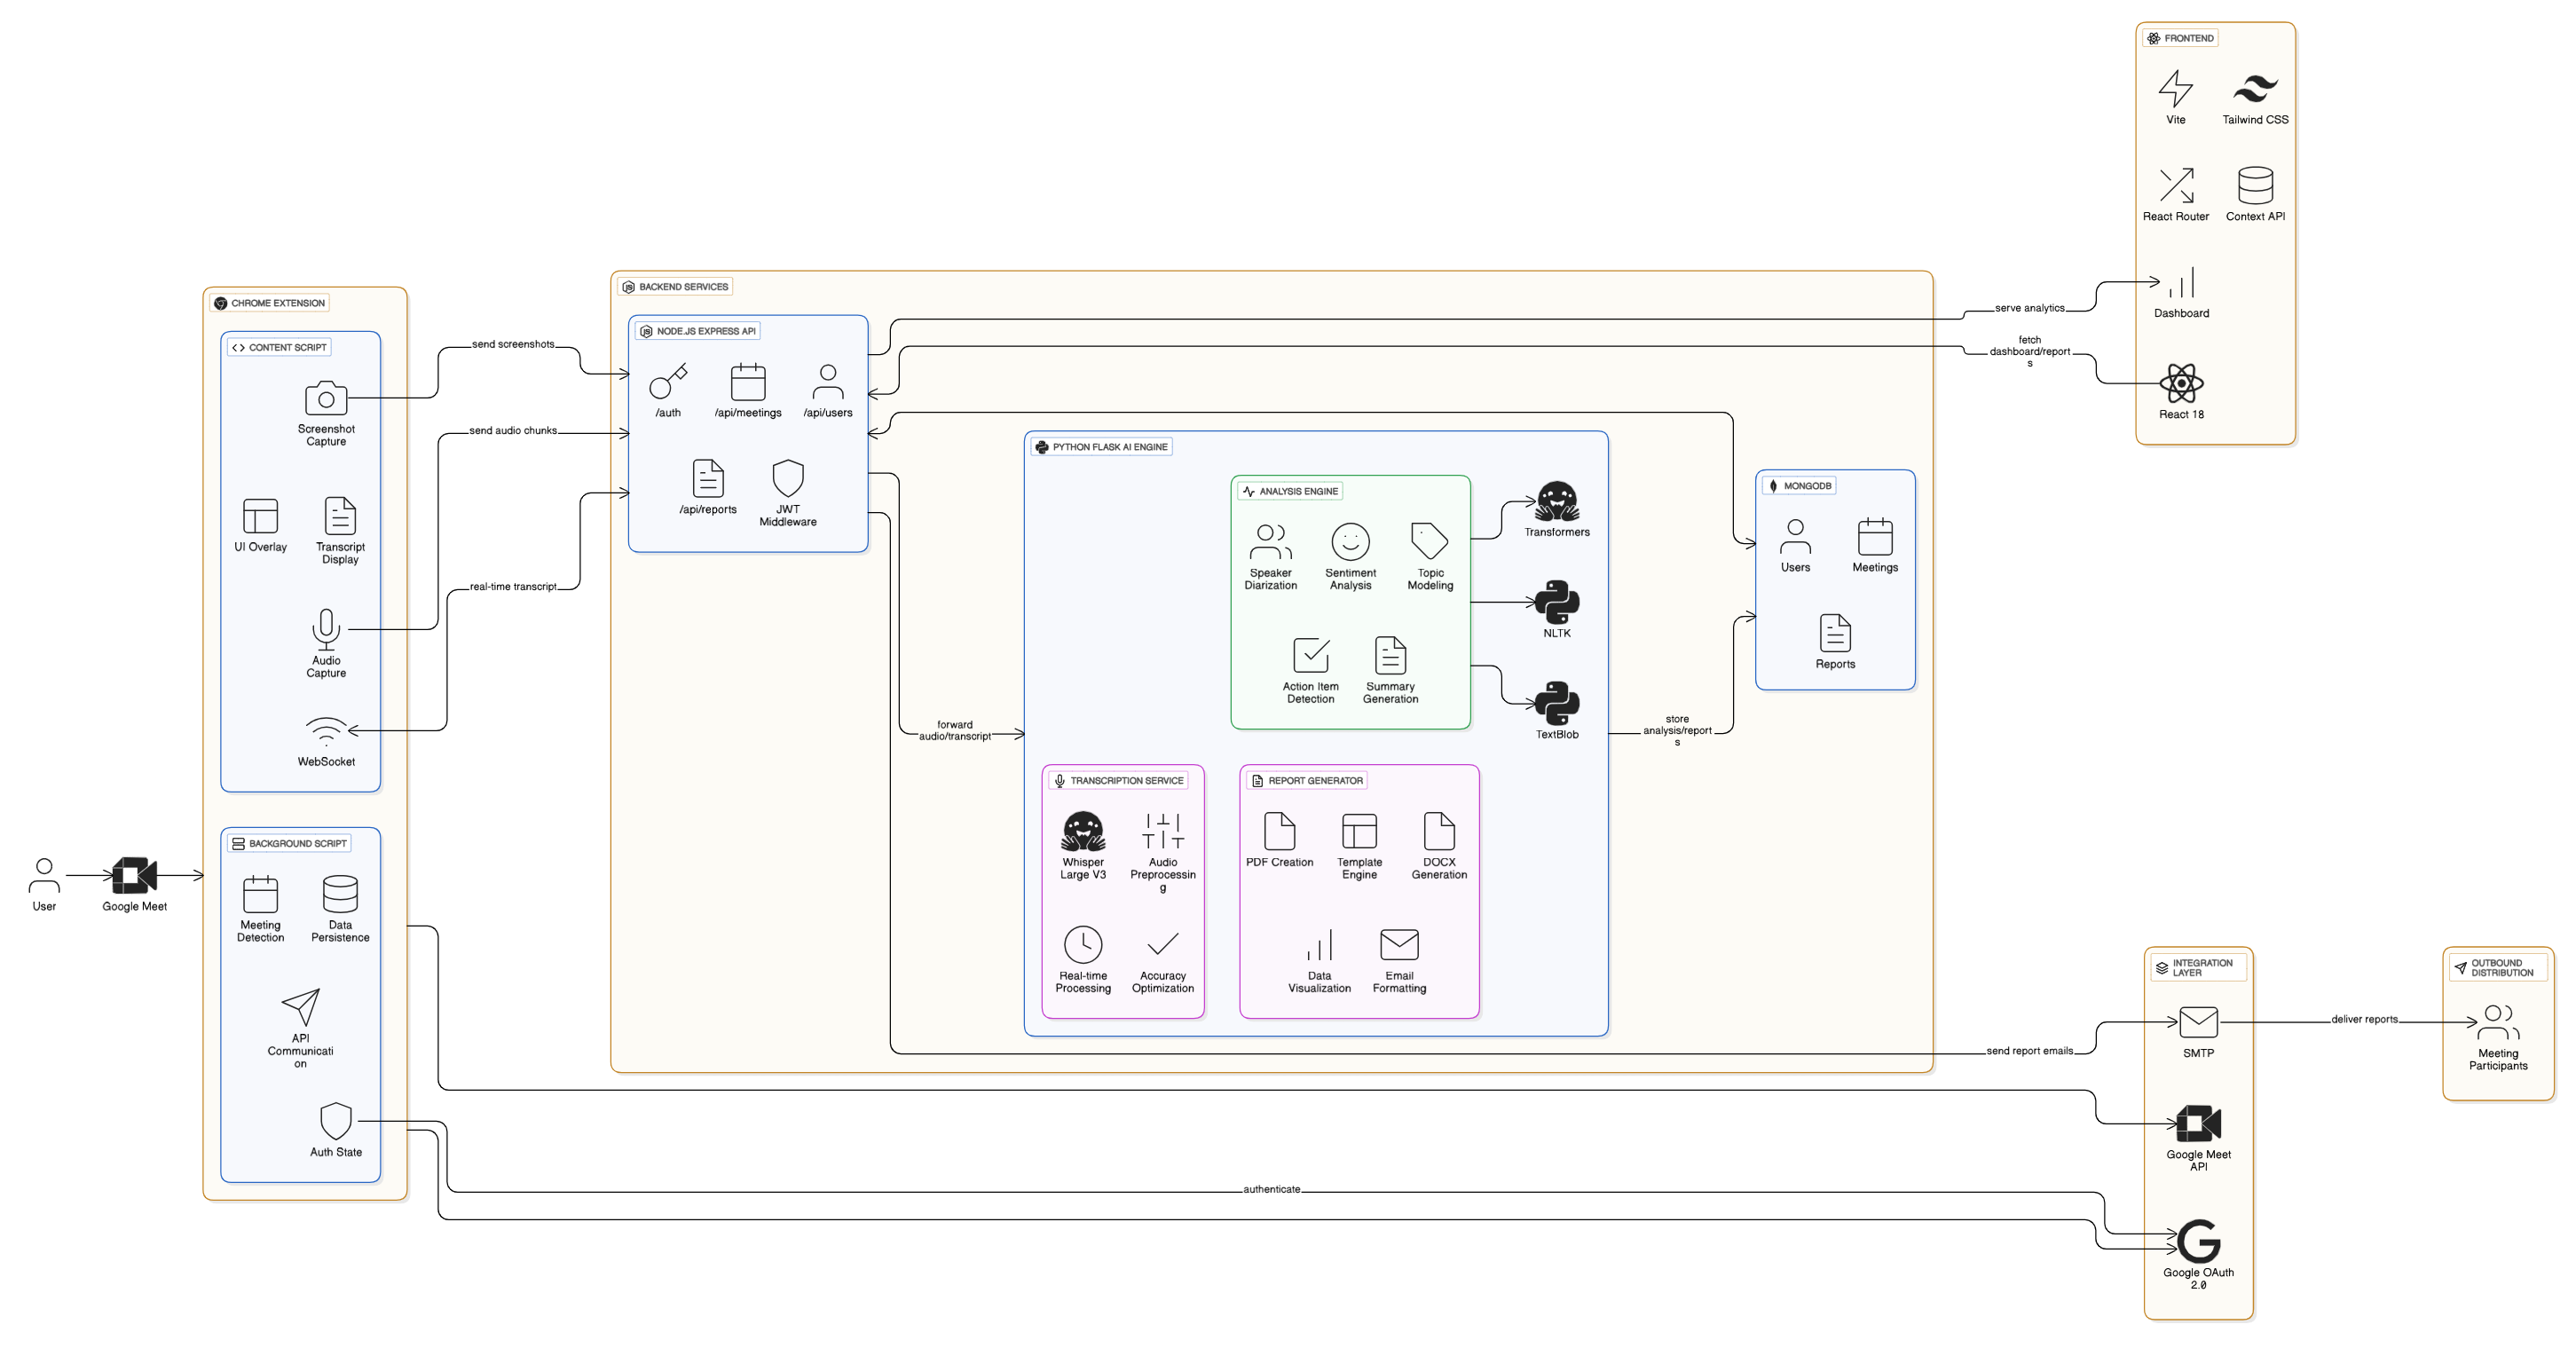 FRONTEND
Vite
Tailwind CSS
React Router
Context API
Dashboard
React 18
serve analytics
fetch
dashboard/report
s
CHROME EXTENSION
CONTENT SCRIPT
Screenshot
Capture
UI Overlay
Transcript
Display
Audio
Capture
WebSocket
BACKGROUND SCRIPT
Meeting
Detection
Data
Persistence
API
Communicati
on
Auth State
User
Google Meet
send screenshots
send audio chunks
real-time transcript
BACKEND SERVICES
NODE.JS EXPRESS API
/auth
/api/meetings
/api/users
/api/reports
JWT
Middleware
forward
audio/transcript
PYTHON FLASK AI ENGINE
ANALYSIS ENGINE
Speaker
Diarization
Sentiment
Analysis
Topic
Modeling
Action Item
Detection
Summary
Generation
Transformers
NLTK
TextBlob
TRANSCRIPTION SERVICE
Whisper
Large V3
Audio
Preprocessin
g
Real-time
Processing
Accuracy
Optimization
REPORT GENERATOR
PDF Creation
Template
Engine
DOCX
Generation
Data
Visualization
Email
Formatting
store
analysis/report
s
MONGODB
Users
Meetings
Reports
send report emails
authenticate
INTEGRATION
LAYER
SMTP
Google Meet
API
Google OAuth
2.0
deliver reports
OUTBOUND
DISTRIBUTION
Meeting
Participants